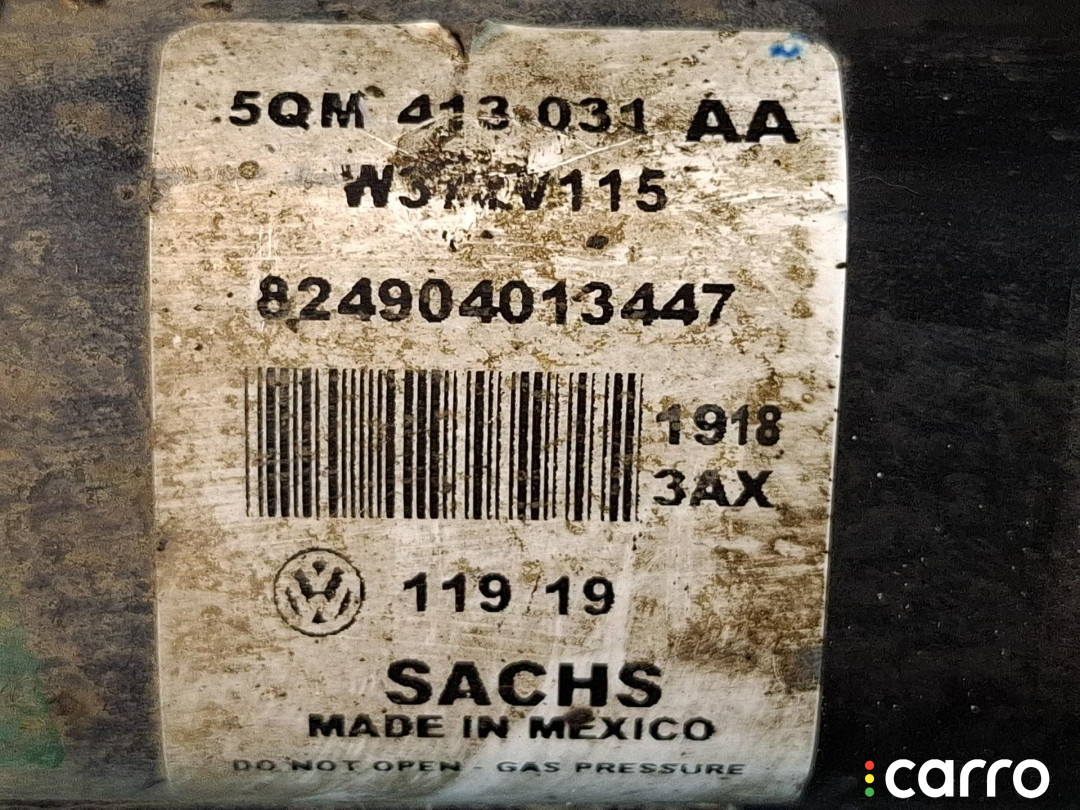 5QM 413 031 AA
824904013447
1918
3AX
119 19
SACHS
MADE IN MEXICO
DO NOT OPEN - GAS PRESSURE
carro